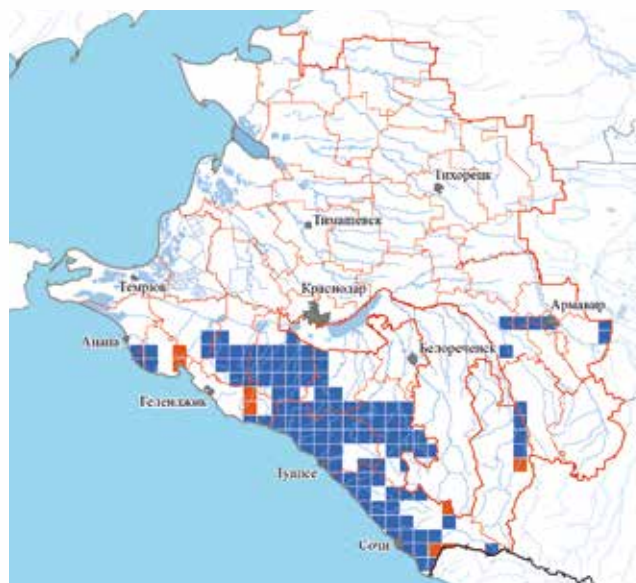 Тихорецк
Тимашевск
Темрюк
Краснодар
Армавир
Анапа
Белореченск
Геленджик
Туапсе
Сочи